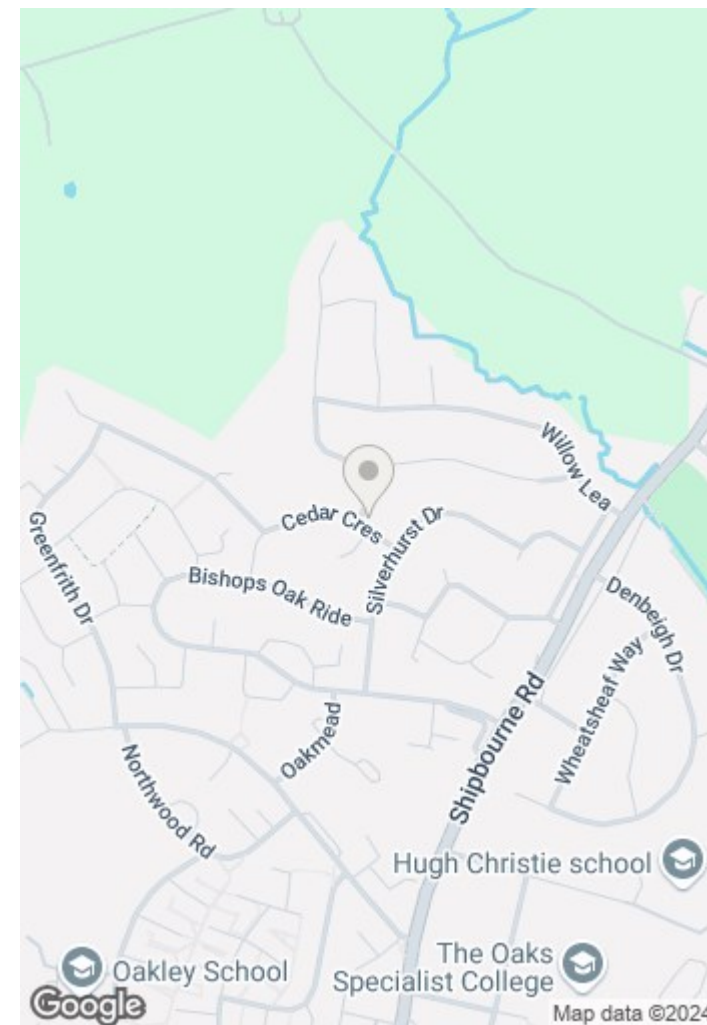 Willow Lea
Cedar Cres
Silverhurst Dr
Greenfrith Dr
Bishops Oak Ride
Denbeigh Dr
Wheatsheaf Way
Shipbourne Rd
Oakmead
Northwood Rd
Hugh Christie school
The Oaks
Specialist College
Oakley School
Google
Map data ©2024